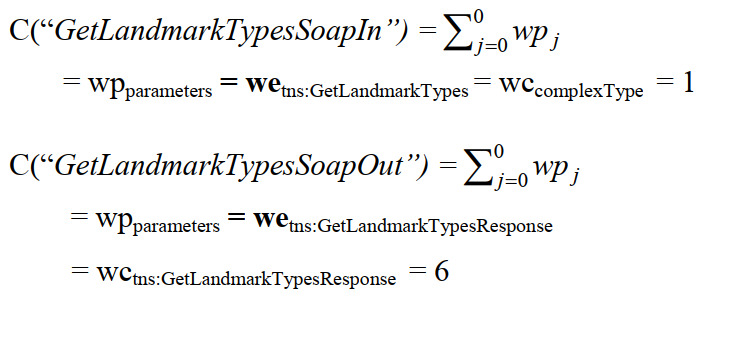 C(“GetLandmarkTypesSoapIn”) = ∑_{j=0}^{0} wp_j
= wp_parameters = we_tns:GetLandmarkTypes = wc_complexType = 1
C(“GetLandmarkTypesSoapOut”) = ∑_{j=0}^{0} wp_j
= wp_parameters = we_tns:GetLandmarkTypesResponse
= wc_tns:GetLandmarkTypesResponse = 6